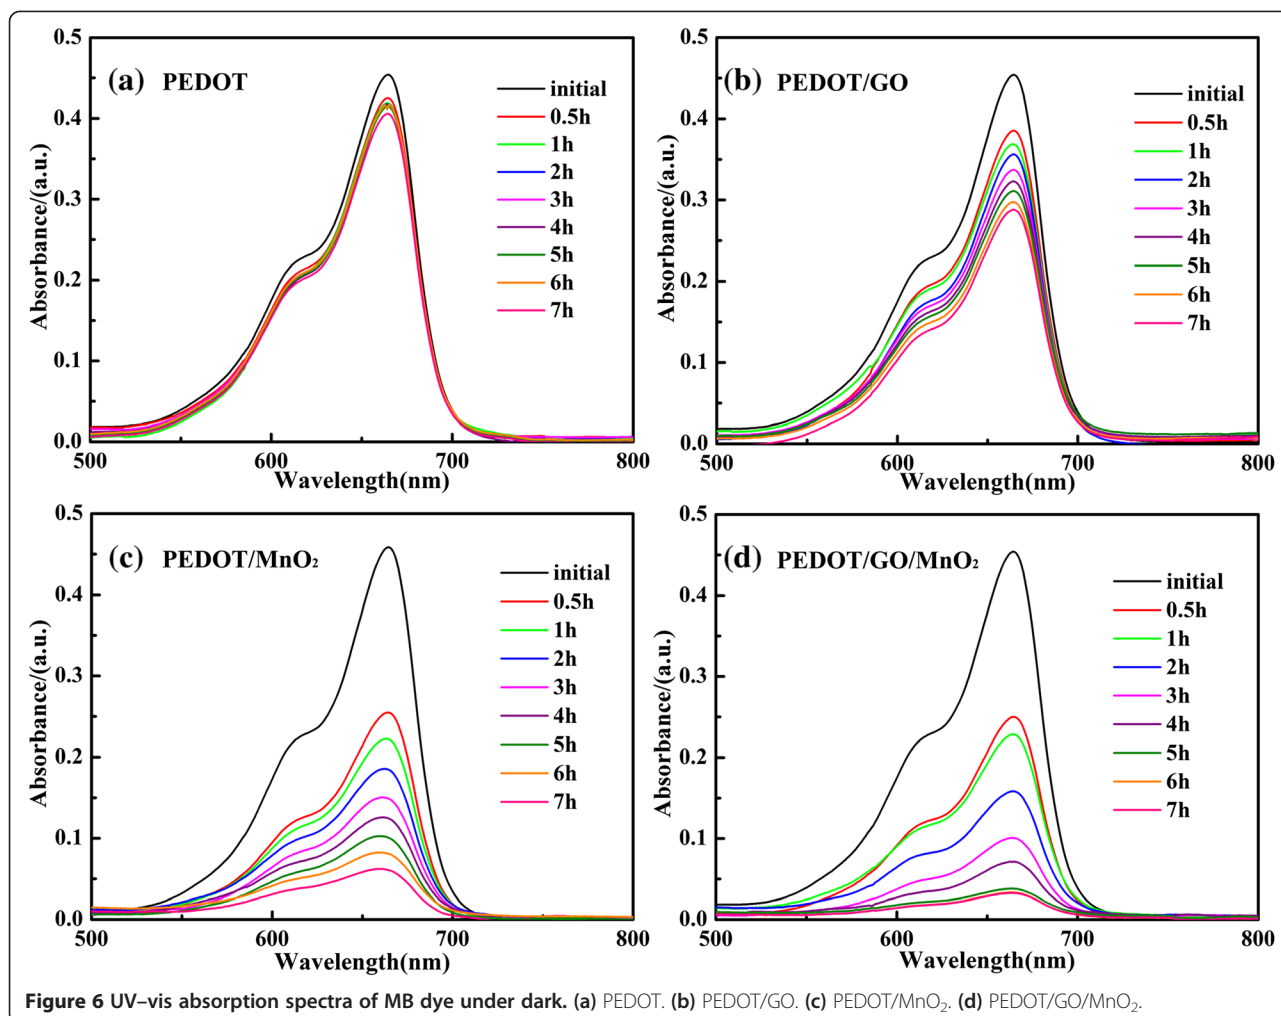 (a) PEDOT
0.5
0.4
0.3
0.2
0.1
0.0
Absorbance/(a.u.)
500
600
700
800
Wavelength(nm)
initial
0.5h
1h
2h
3h
4h
5h
6h
7h
(b) PEDOT/GO
0.5
0.4
0.3
0.2
0.1
0.0
Absorbance/(a.u.)
500
600
700
800
Wavelength(nm)
initial
0.5h
1h
2h
3h
4h
5h
6h
7h
(c) PEDOT/MnO₂
0.5
0.4
0.3
0.2
0.1
0.0
Absorbance/(a.u.)
500
600
700
800
Wavelength(nm)
initial
0.5h
1h
2h
3h
4h
5h
6h
7h
(d) PEDOT/GO/MnO₂
0.5
0.4
0.3
0.2
0.1
0.0
Absorbance/(a.u.)
500
600
700
800
Wavelength(nm)
initial
0.5h
1h
2h
3h
4h
5h
6h
7h
Figure 6 UV–vis absorption spectra of MB dye under dark. (a) PEDOT. (b) PEDOT/GO. (c) PEDOT/MnO₂. (d) PEDOT/GO/MnO₂.